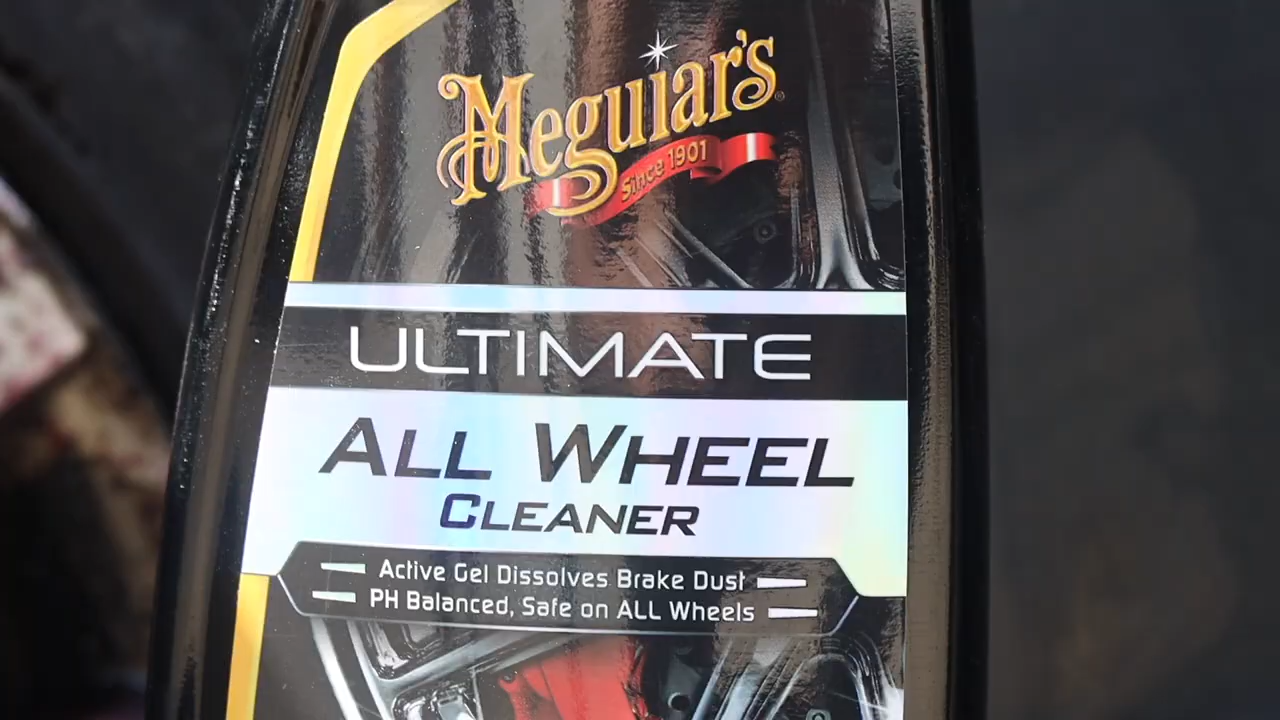 Meguiar's
Since 1901
ULTIMATE
ALL WHEEL
CLEANER
Active Gel Dissolves Brake Dust
PH Balanced, Safe on ALL Wheels